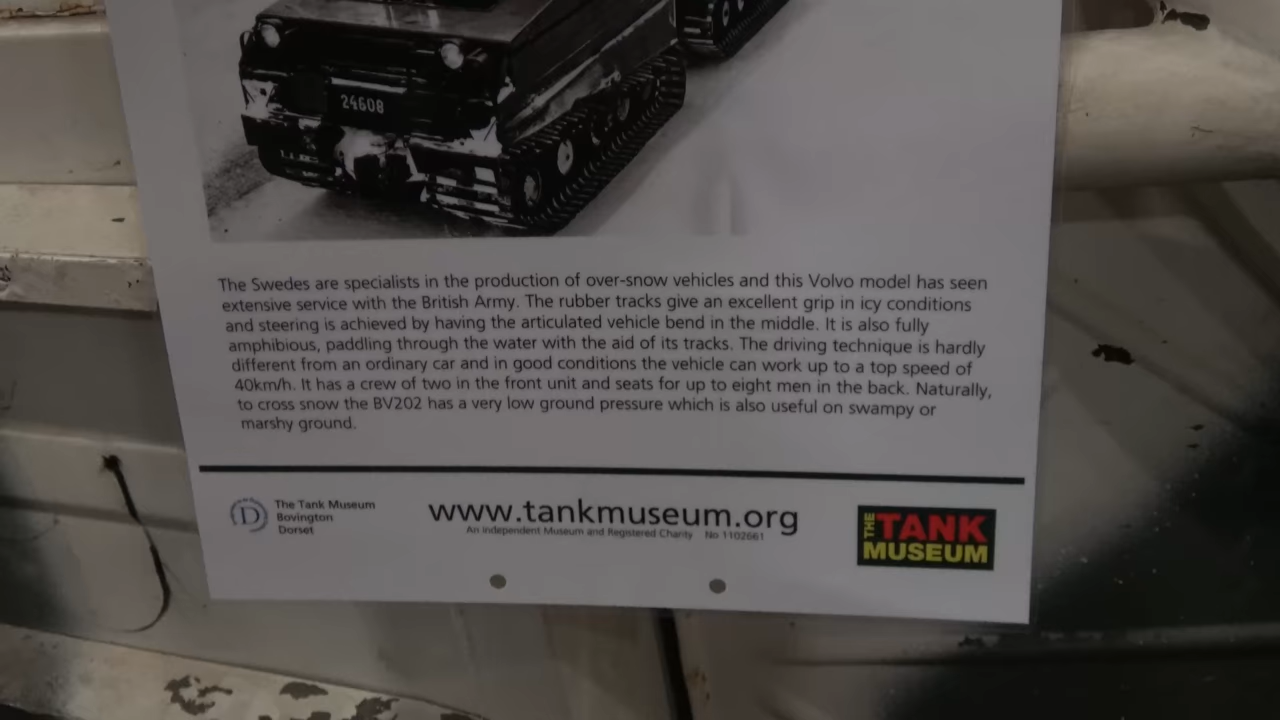 24608
The Swedes are specialists in the production of over-snow vehicles and this Volvo model has seen
extensive service with the British Army. The rubber tracks give an excellent grip in icy conditions
and steering is achieved by having the articulated vehicle bend in the middle. It is also fully
amphibious, paddling through the water with the aid of its tracks. The driving technique is hardly
different from an ordinary car and in good conditions the vehicle can work up to a top speed of
40km/h. It has a crew of two in the front unit and seats for up to eight men in the back. Naturally,
to cross snow the BV202 has a very low ground pressure which is also useful on swampy or
marshy ground.
D
The Tank Museum
Bovington
Dorset
www.tankmuseum.org
An independent Museum and Registered Charity No 1102661
THE TANK
MUSEUM